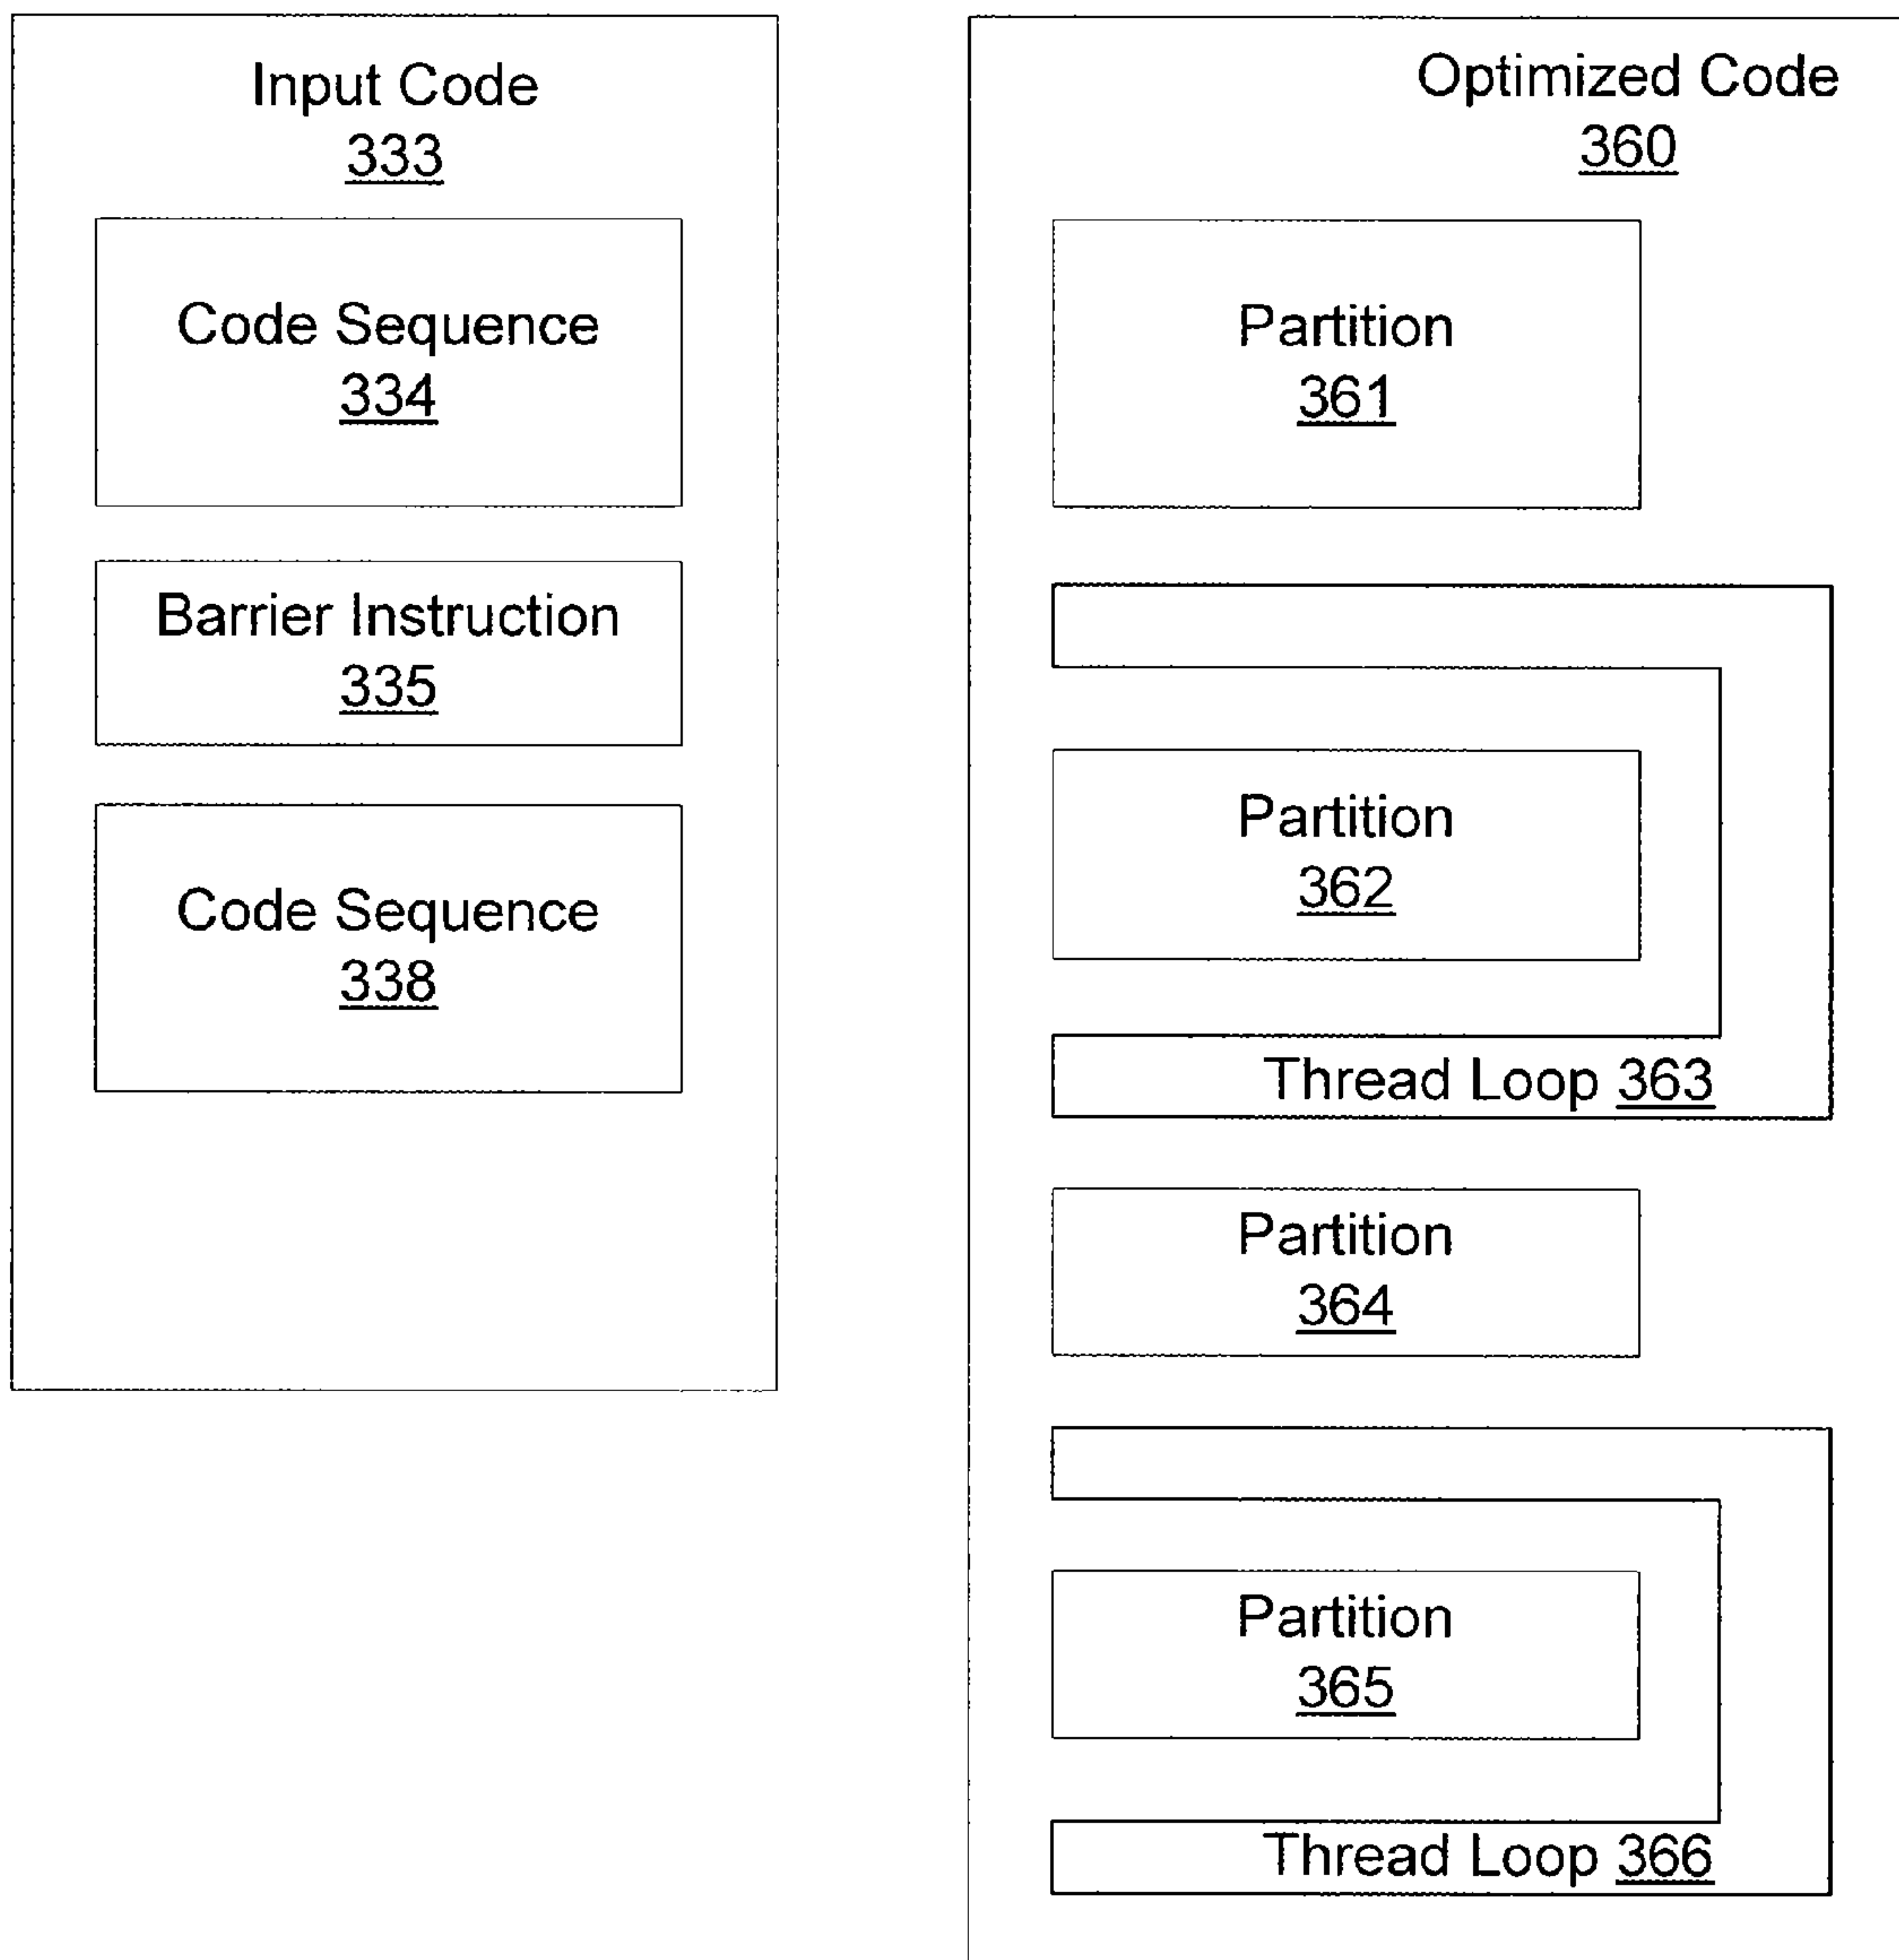 Input Code
333
Code Sequence
334
Barrier Instruction
335
Code Sequence
338
Optimized Code
360
Partition
361
Partition
362
Thread Loop 363
Partition
364
Partition
365
Thread Loop 366